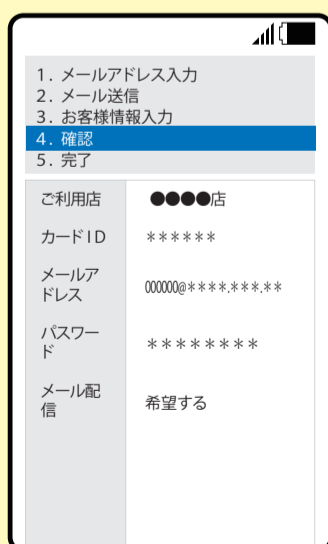 1. メールアドレス入力
2. メール送信
3. お客様情報入力
4. 確認
5. 完了
ご利用店 ●●●●店
カードID ******
メールア
ドレス 000000@****.***.**
パスワー
ド ********
メール配
信 希望する